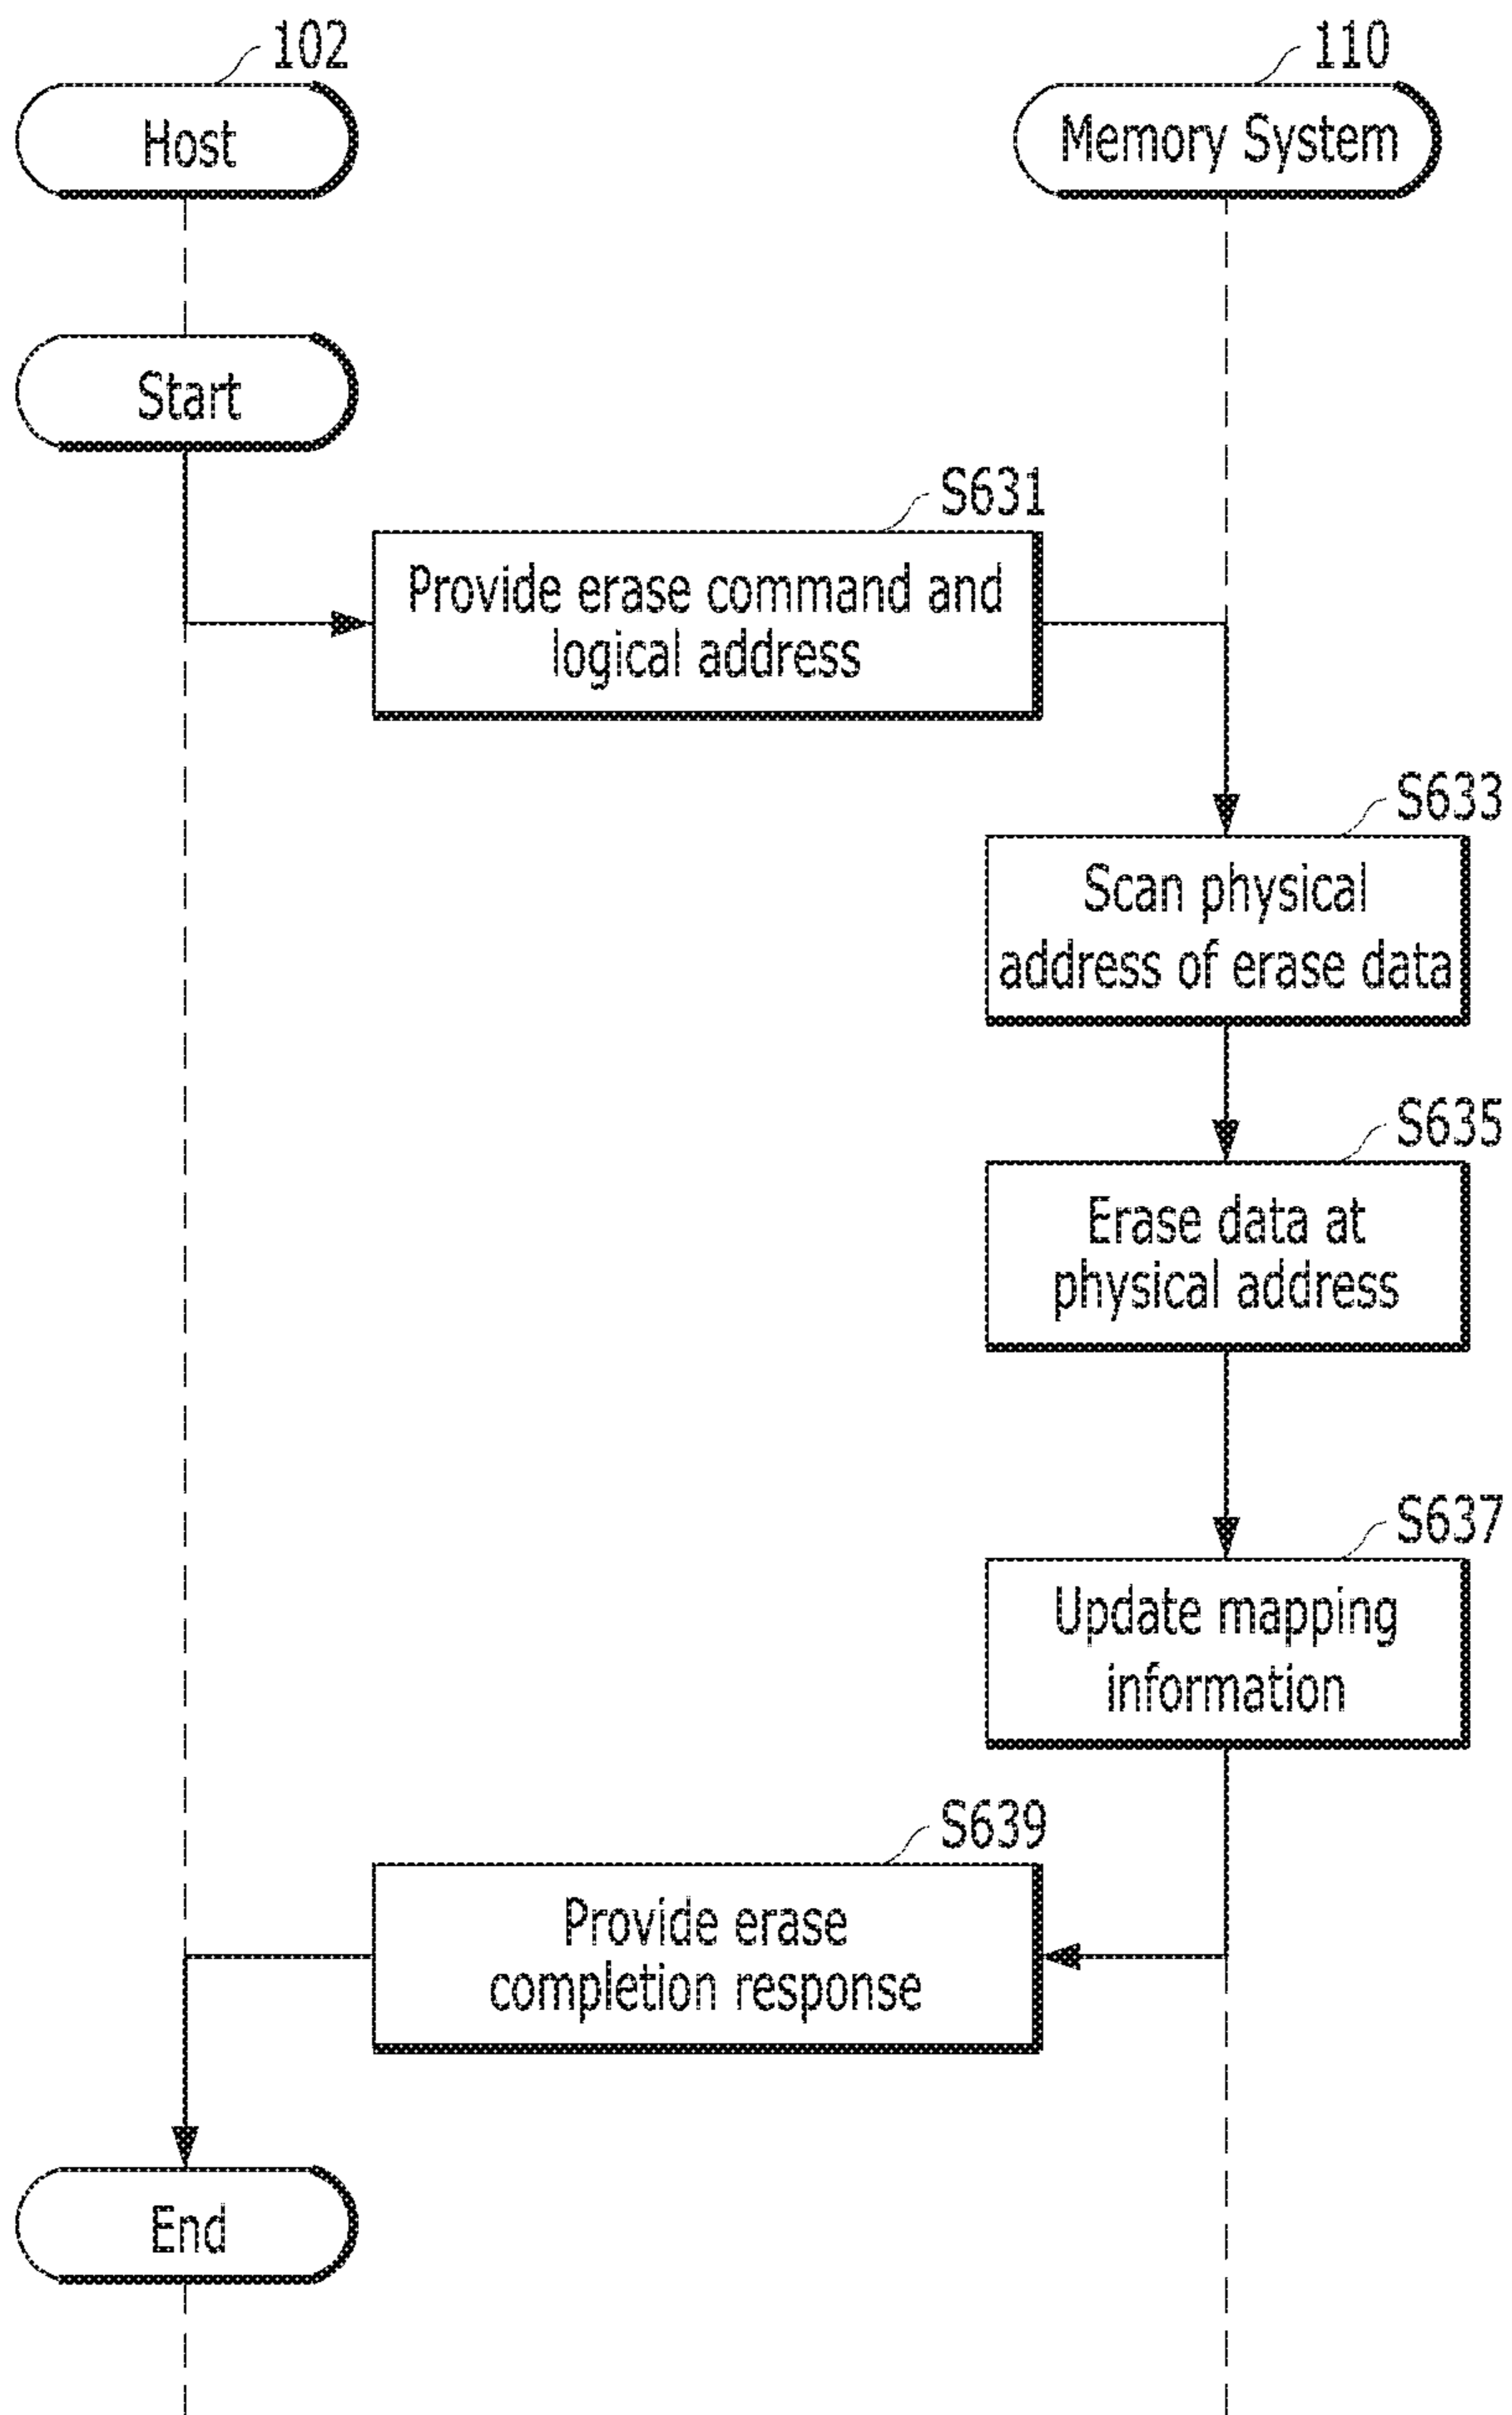 102
110
Host
Memory System
Start
S631
Provide erase command and
logical address
S633
Scan physical
address of erase data
S635
Erase data at
physical address
S637
Update mapping
information
S639
Provide erase
completion response
End